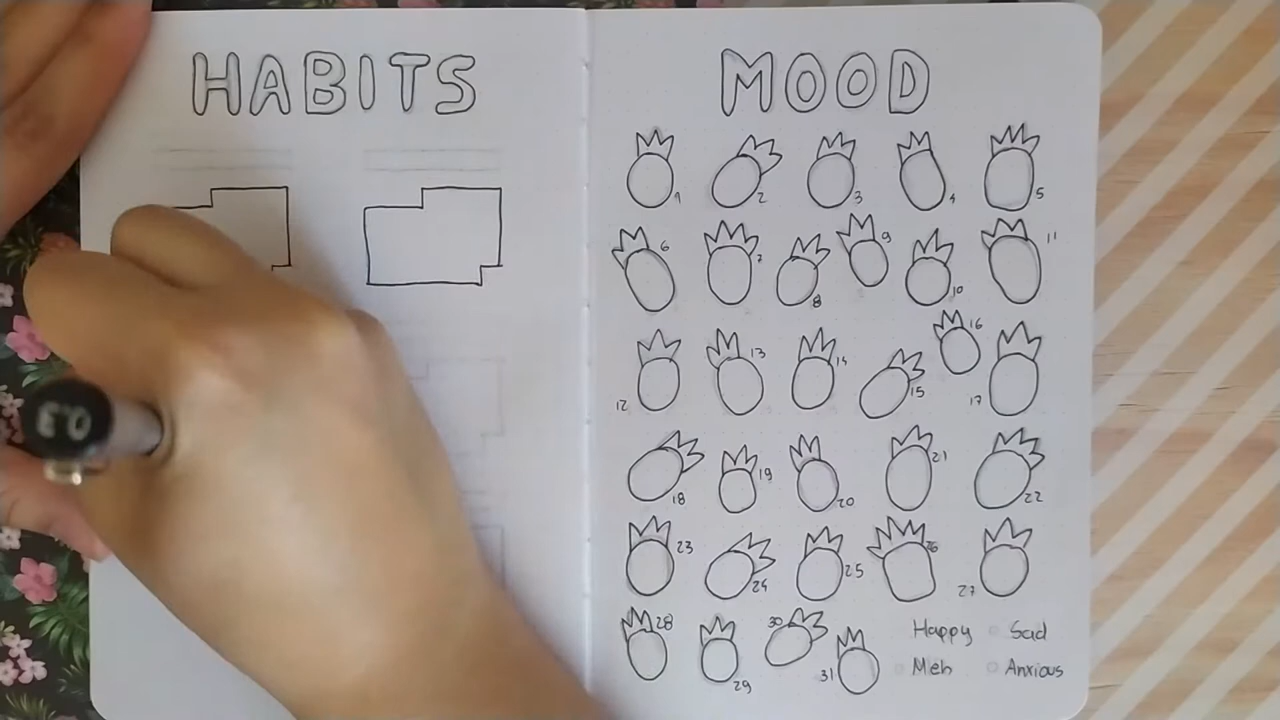 HABITS
MOOD
1 2 3 4 5
6 7 8 9 10 11
12 13 14 15 16 17
18 19 20 21 22
23 24 25 26 27
28 29 30 31
Happy Sad
Meh Anxious
03